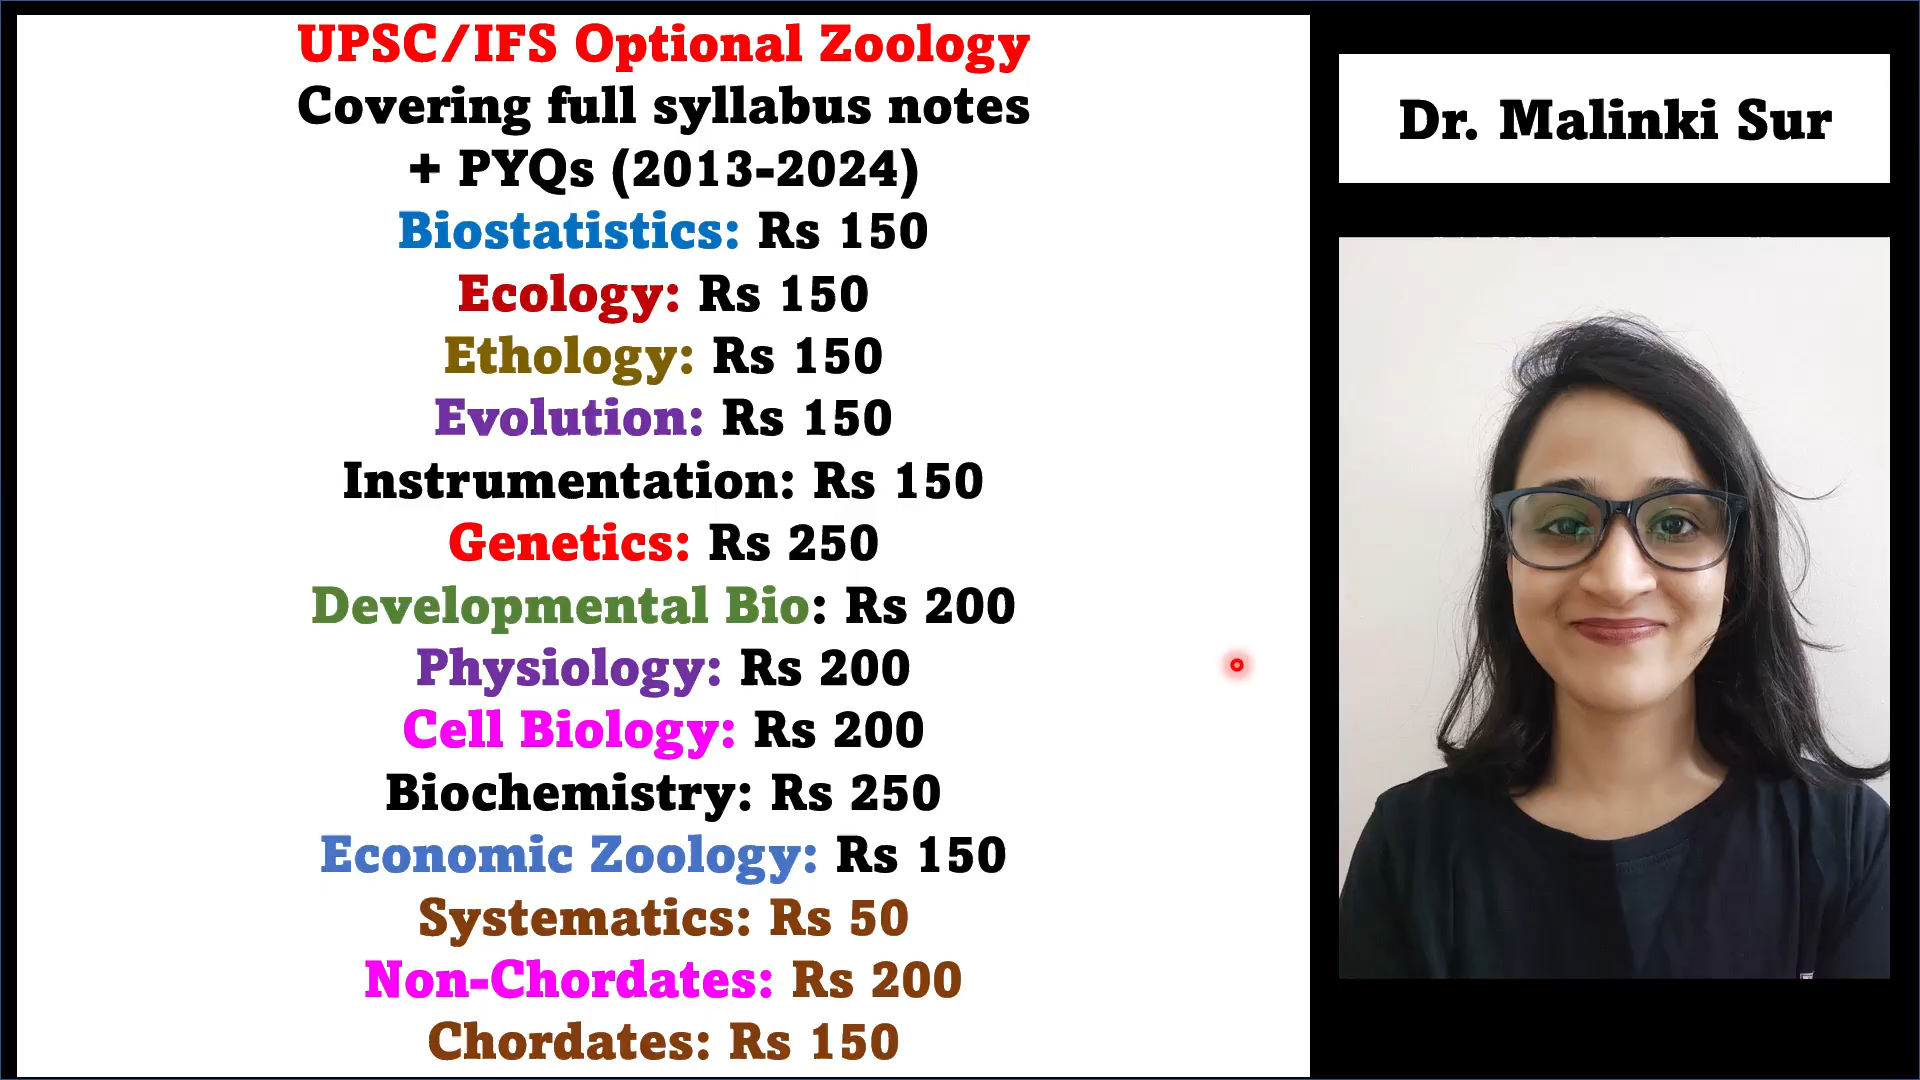 UPSC/IFS Optional Zoology
Covering full syllabus notes
+ PYQs (2013-2024)
Biostatistics: Rs 150
Ecology: Rs 150
Ethology: Rs 150
Evolution: Rs 150
Instrumentation: Rs 150
Genetics: Rs 250
Developmental Bio: Rs 200
Physiology: Rs 200
Cell Biology: Rs 200
Biochemistry: Rs 250
Economic Zoology: Rs 150
Systematics: Rs 50
Non-Chordates: Rs 200
Chordates: Rs 150
Dr. Malinki Sur